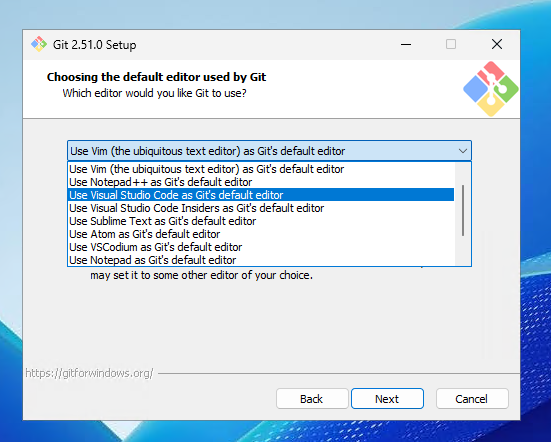 Git 2.51.0 Setup
Choosing the default editor used by Git
Which editor would you like Git to use?
Use Vim (the ubiquitous text editor) as Git's default editor
Use Vim (the ubiquitous text editor) as Git's default editor
Use Notepad++ as Git's default editor
Use Visual Studio Code as Git's default editor
Use Visual Studio Code Insiders as Git's default editor
Use Sublime Text as Git's default editor
Use Atom as Git's default editor
Use VSCodium as Git's default editor
Use Notepad as Git's default editor
may set it to some other editor of your choice.
https://gitforwindows.org/
Back
Next
Cancel